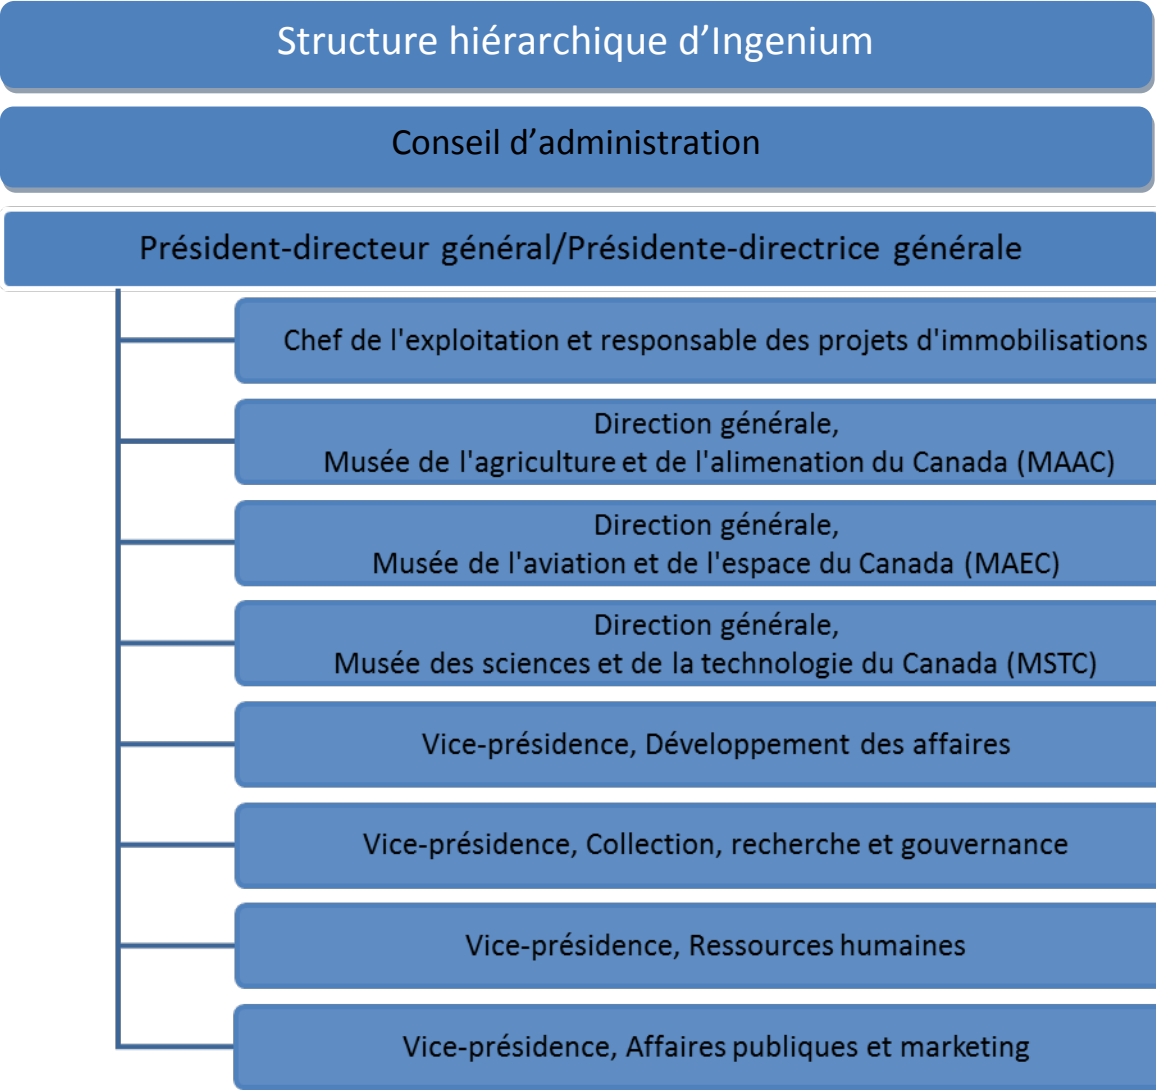 Structure hiérarchique d’Ingenium
Conseil d’administration
Président-directeur général/Présidente-directrice générale
Chef de l'exploitation et responsable des projets d'immobilisations
Direction générale,
Musée de l'agriculture et de l'alimenation du Canada (MAAC)
Direction générale,
Musée de l'aviation et de l'espace du Canada (MAEC)
Direction générale,
Musée des sciences et de la technologie du Canada (MSTC)
Vice-présidence, Développement des affaires
Vice-présidence, Collection, recherche et gouvernance
Vice-présidence, Ressources humaines
Vice-présidence, Affaires publiques et marketing